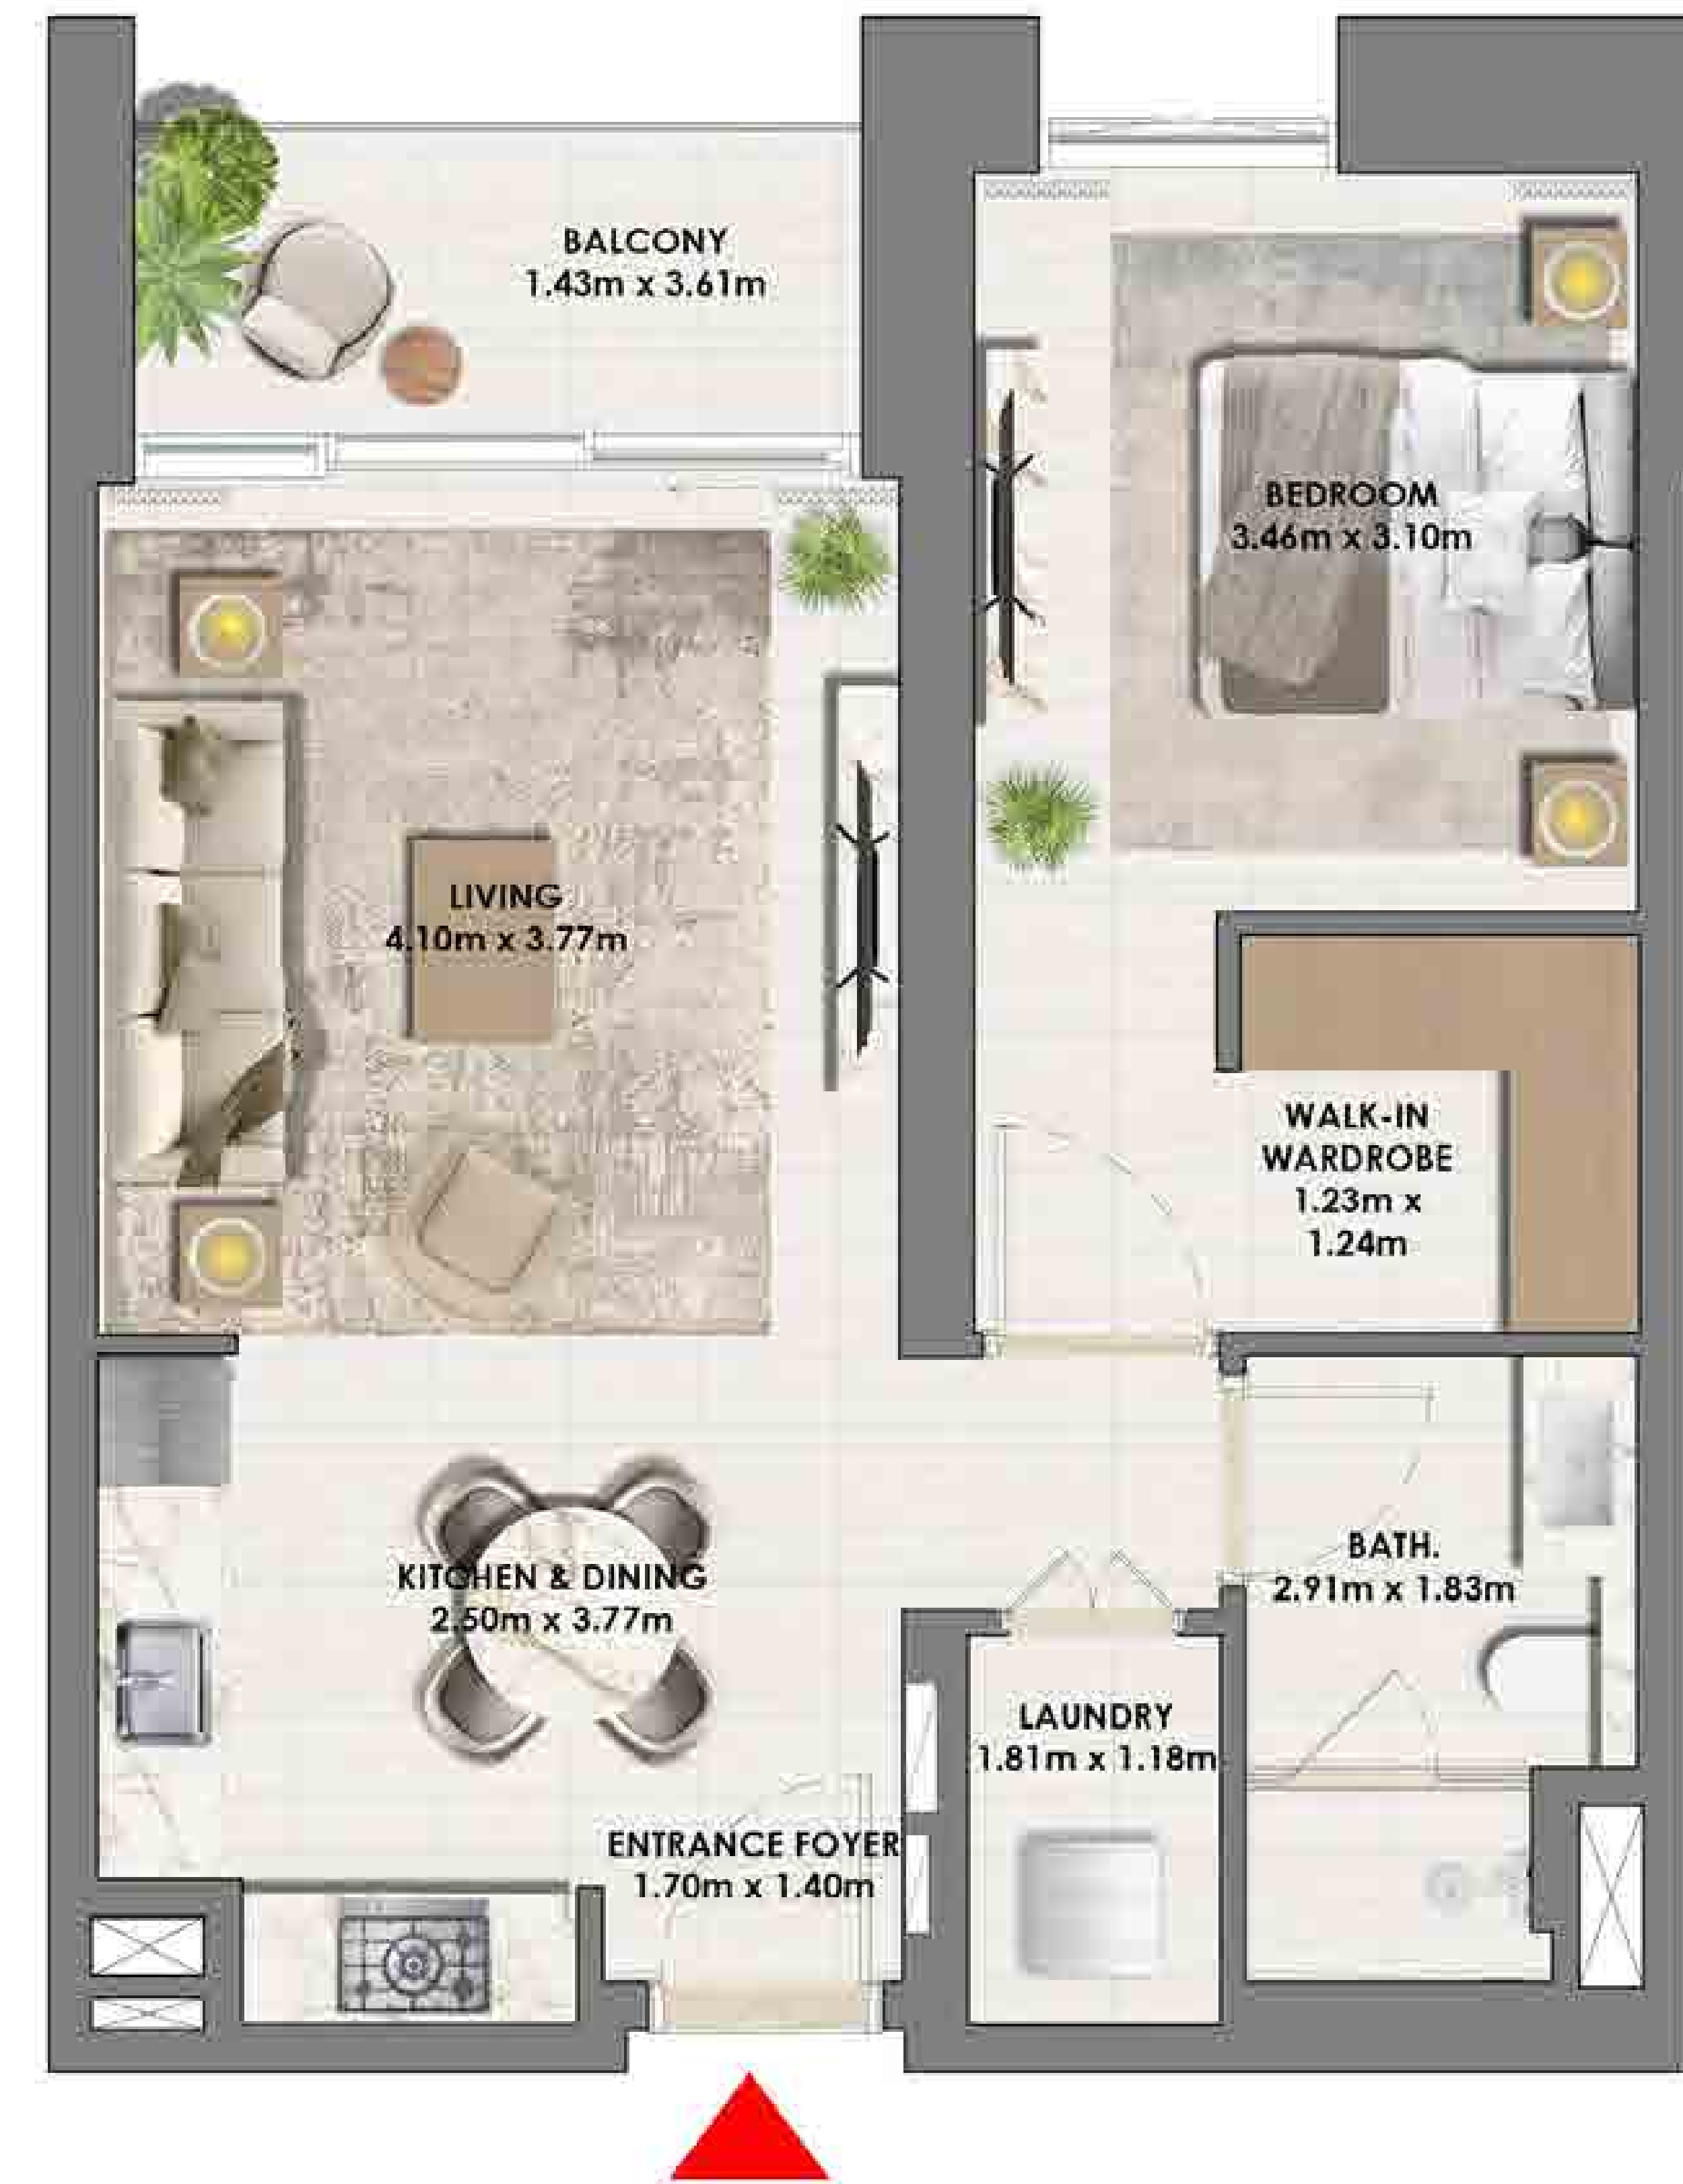 BALCONY
1.43m x 3.61m
BEDROOM
3.46m x 3.10m
LIVING
4.10m x 3.77m
WALK-IN
WARDROBE
1.23m x
1.24m
BATH.
2.91m x 1.83m
KITCHEN & DINING
2.50m x 3.77m
LAUNDRY
1.81m x 1.18m
ENTRANCE FOYER
1.70m x 1.40m